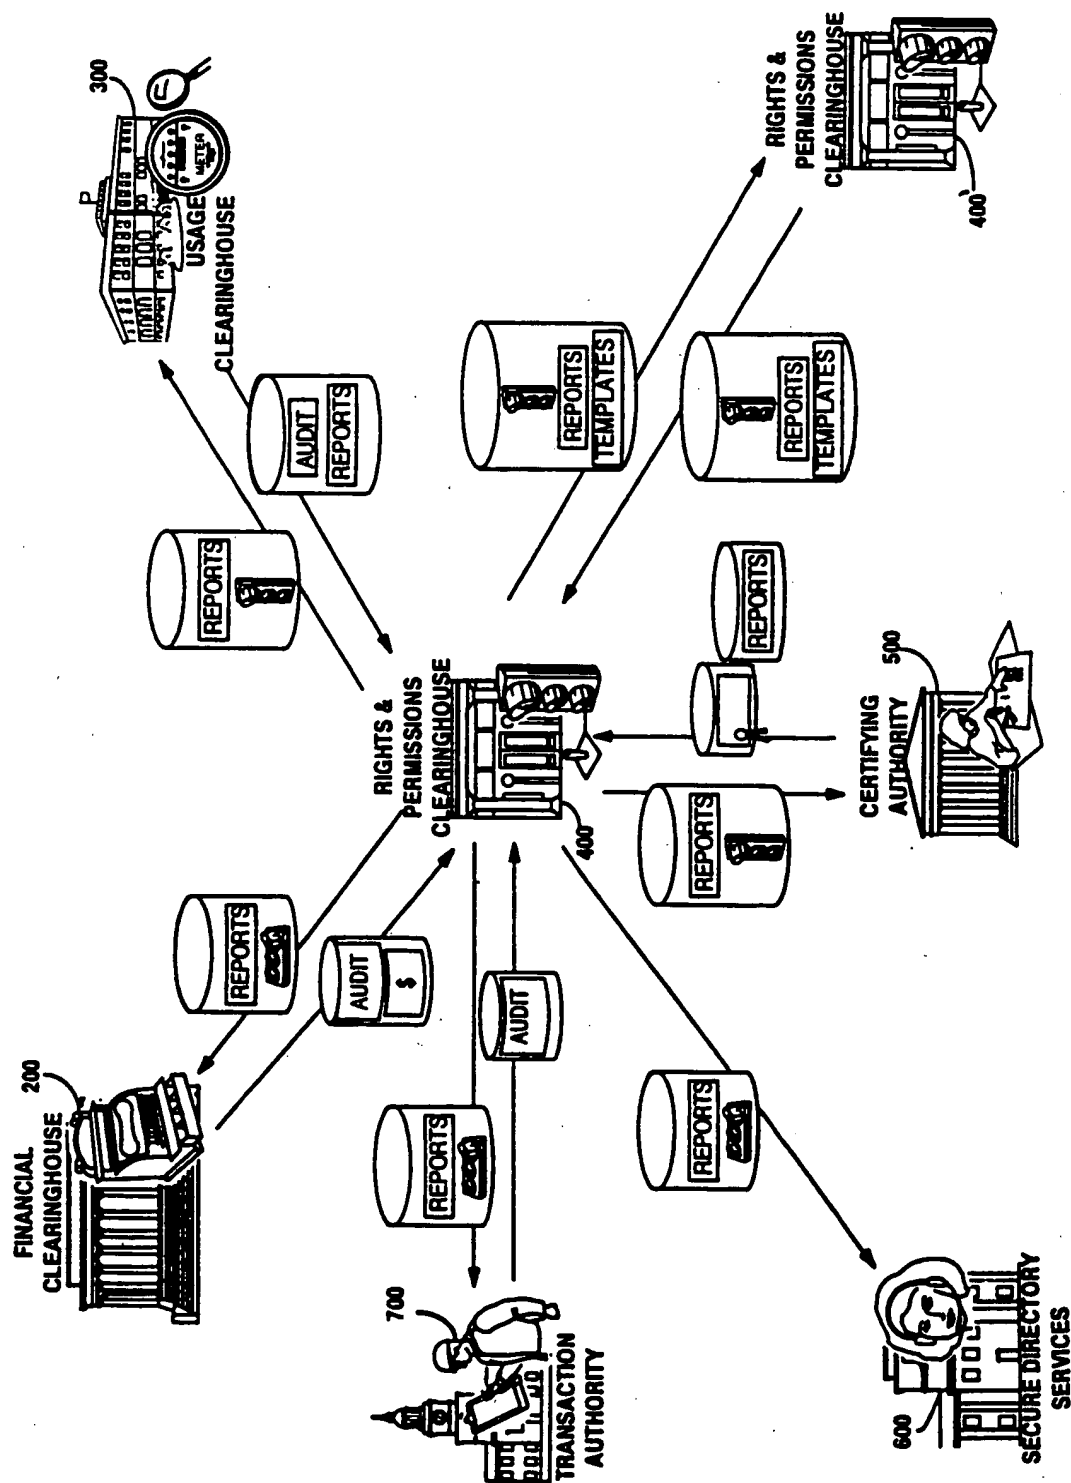 FINANCIAL
CLEARINGHOUSE
200
300
METER
USAGE
CLEARINGHOUSE
REPORTS
REPORTS
AUDIT
REPORTS
AUDIT
$
RIGHTS &
PERMISSIONS
CLEARINGHOUSE
400
700
REPORTS
AUDIT
TRANSACTION
AUTHORITY
REPORTS
TEMPLATES
REPORTS
REPORTS
REPORTS
REPORTS
TEMPLATES
RIGHTS &
PERMISSIONS
CLEARINGHOUSE
400'
CERTIFYING
AUTHORITY
500
600
SECURE DIRECTORY
SERVICES